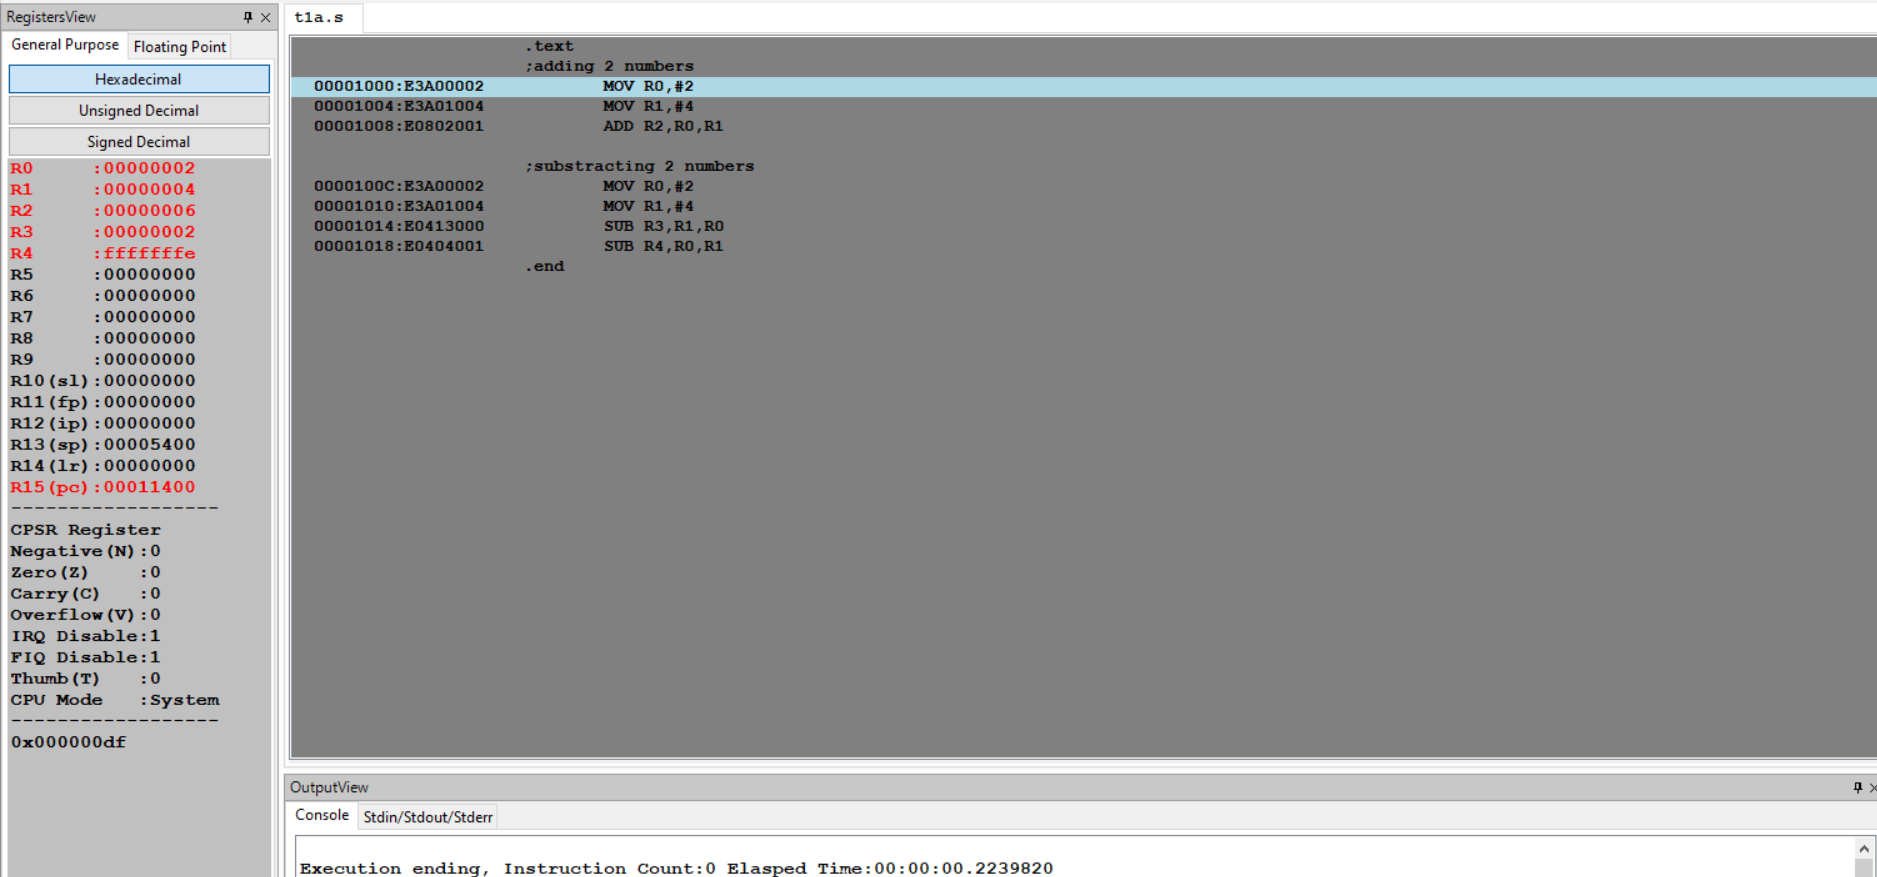 RegistersView
General Purpose Floating Point
Hexadecimal
Unsigned Decimal
Signed Decimal
R0 :00000002
R1 :00000004
R2 :00000006
R3 :00000002
R4 :fffffffe
R5 :00000000
R6 :00000000
R7 :00000000
R8 :00000000
R9 :00000000
R10(sl):00000000
R11(fp):00000000
R12(ip):00000000
R13(sp):00005400
R14(lr):00000000
R15(pc):00011400
-------------------
CPSR Register
Negative(N):0
Zero(Z) :0
Carry(C) :0
Overflow(V):0
IRQ Disable:1
FIQ Disable:1
Thumb(T) :0
CPU Mode :System
-------------------
0x000000df
t1a.s
.text
;adding 2 numbers
00001000:E3A00002 MOV R0,#2
00001004:E3A01004 MOV R1,#4
00001008:E0802001 ADD R2,R0,R1
;substracting 2 numbers
0000100C:E3A00002 MOV R0,#2
00001010:E3A01004 MOV R1,#4
00001014:E0413000 SUB R3,R1,R0
00001018:E0404001 SUB R4,R0,R1
.end
OutputView
Console Stdin/Stdout/Stderr
Execution ending, Instruction Count:0 Elasped Time:00:00:00.2239820